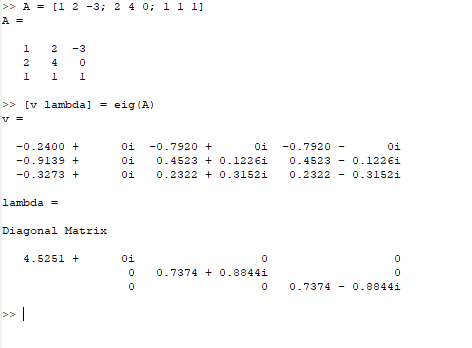 >> A = [1 2 -3; 2 4 0; 1 1 1]
A =
1 2 -3
2 4 0
1 1 1
>> [v lambda] = eig(A)
v =
-0.2400 + 0i -0.7920 + 0i -0.7920 - 0i
-0.9139 + 0i 0.4523 + 0.1226i 0.4523 - 0.1226i
-0.3273 + 0i 0.2322 + 0.3152i 0.2322 - 0.3152i
lambda =
Diagonal Matrix
4.5251 + 0i 0 0
0 0.7374 + 0.8844i 0
0 0 0.7374 - 0.8844i
>>